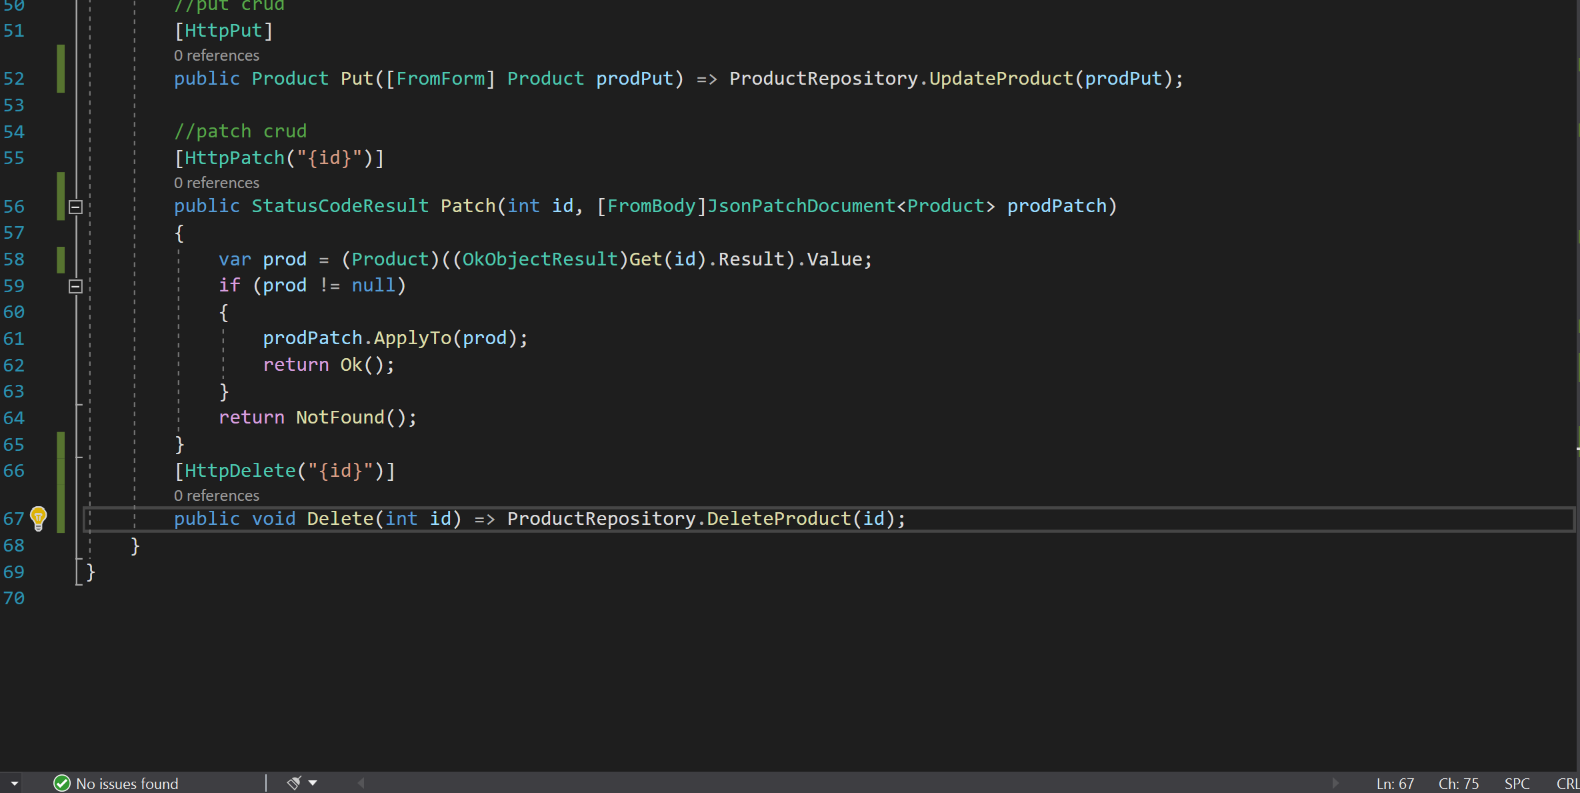 50 //put crud
51 [HttpPut]
0 references
52 public Product Put([FromForm] Product prodPut) => ProductRepository.UpdateProduct(prodPut);
53
54 //patch crud
55 [HttpPatch("{id}")]
0 references
56 public StatusCodeResult Patch(int id, [FromBody]JsonPatchDocument<Product> prodPatch)
57 {
58 var prod = (Product)((OkObjectResult)Get(id).Result).Value;
59 if (prod != null)
60 {
61 prodPatch.ApplyTo(prod);
62 return Ok();
63 }
64 return NotFound();
65 }
66 [HttpDelete("{id}")]
0 references
67 public void Delete(int id) => ProductRepository.DeleteProduct(id);
68 }
69 }
70
No issues found Ln: 67 Ch: 75 SPC CRL